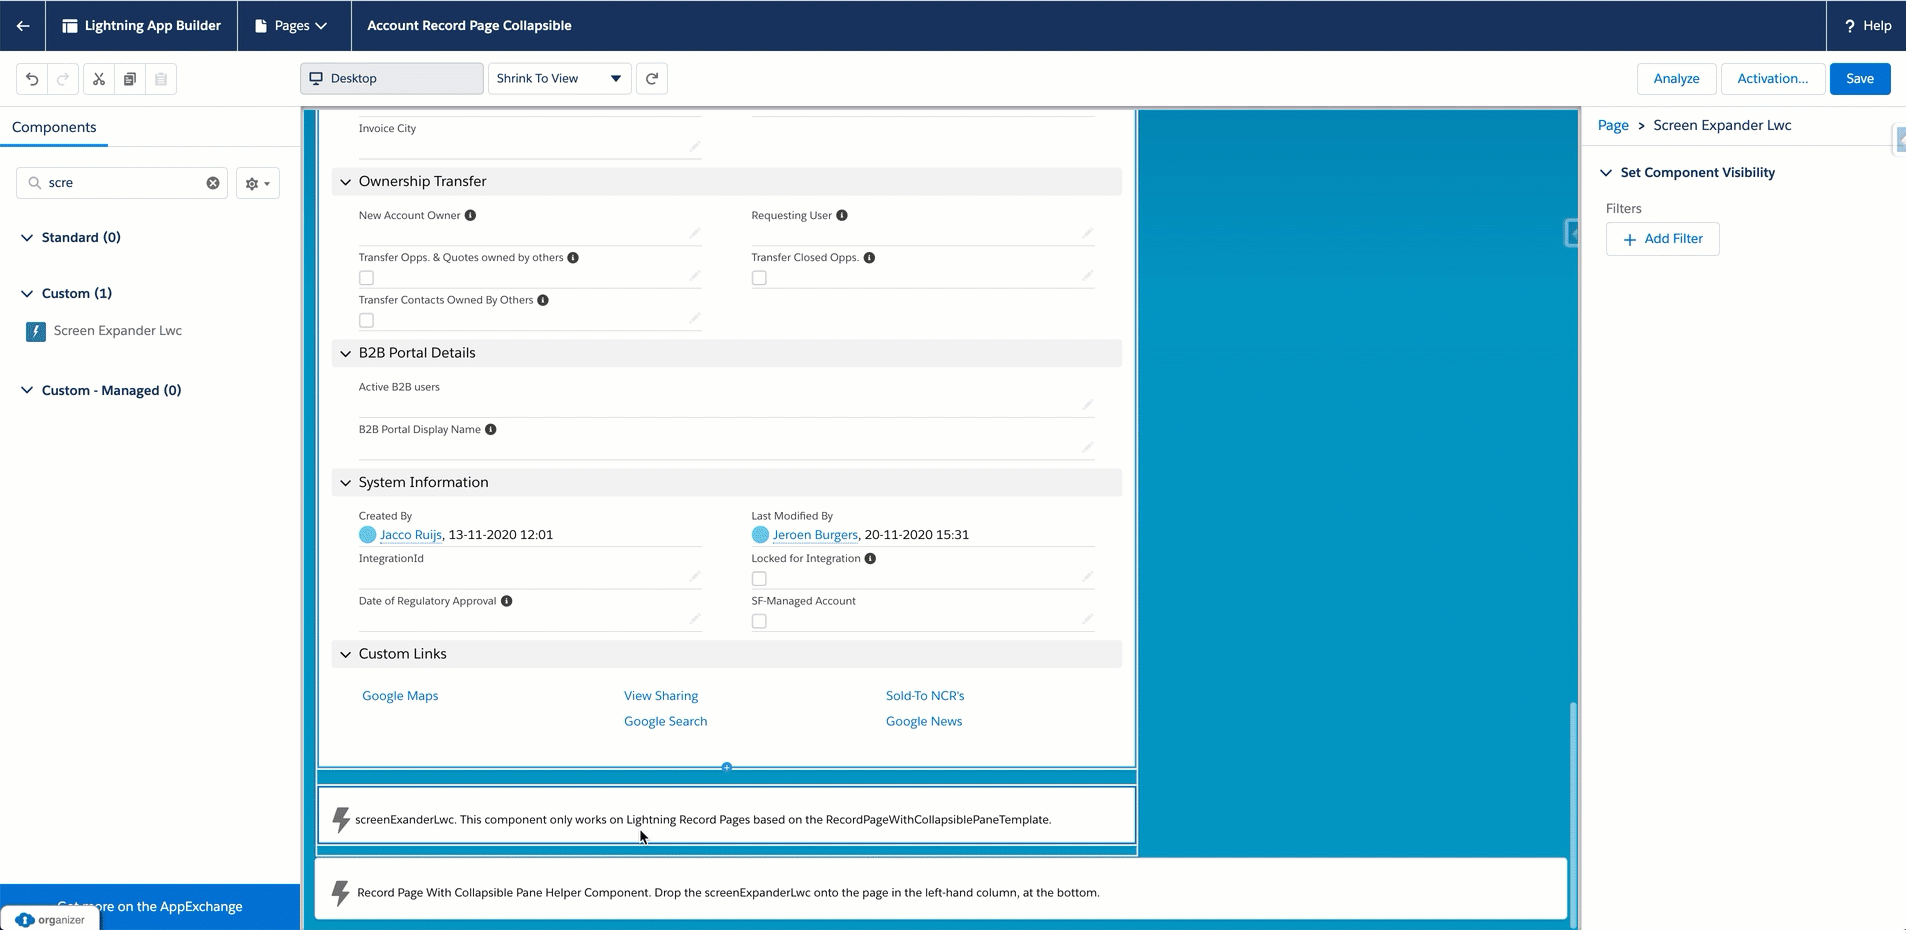 Lightning App Builder
Pages
Account Record Page Collapsible
? Help
Desktop
Shrink To View
Analyze
Activation...
Save
Components
scre
Standard (0)
Custom (1)
Screen Expander Lwc
Custom - Managed (0)
Get more on the AppExchange
organizer
Invoice City
Ownership Transfer
New Account Owner
Requesting User
Transfer Opps. & Quotes owned by others
Transfer Closed Opps.
Transfer Contacts Owned By Others
B2B Portal Details
Active B2B users
B2B Portal Display Name
System Information
Created By
Last Modified By
Jacco Ruijs, 13-11-2020 12:01
Jeroen Burgers, 20-11-2020 15:31
IntegrationId
Locked for Integration
Date of Regulatory Approval
SF-Managed Account
Custom Links
Google Maps
View Sharing
Sold-To NCR's
Google Search
Google News
screenExanderLwc. This component only works on Lightning Record Pages based on the RecordPageWithCollapsiblePaneTemplate.
Record Page With Collapsible Pane Helper Component. Drop the screenExpanderLwc onto the page in the left-hand column, at the bottom.
Page > Screen Expander Lwc
Set Component Visibility
Filters
+ Add Filter